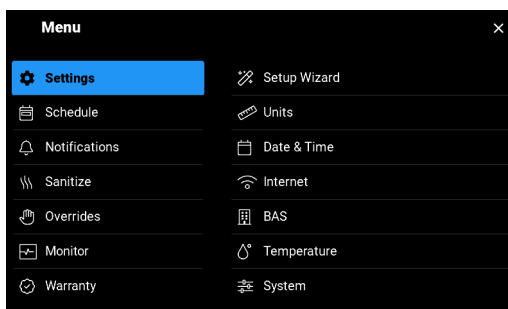 Menu
Settings
Schedule
Notifications
Sanitize
Overrides
Monitor
Warranty
Setup Wizard
Units
Date & Time
Internet
BAS
Temperature
System